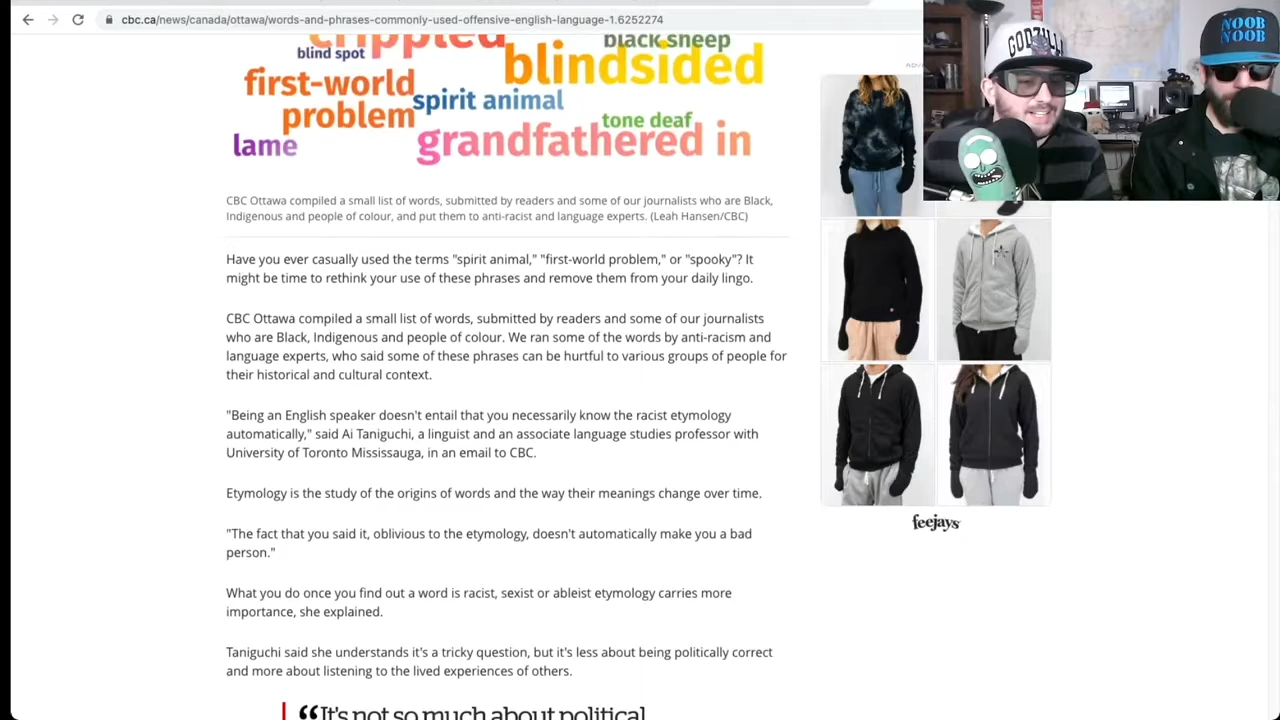 cbc.ca/news/canada/ottawa/words-and-phrases-commonly-used-offensive-english-language-1.6252274
GODZILLA
NOOB
NOOB
crippled
black sheep
blind spot
blindsided
first-world
problem
spirit animal
tone deaf
lame
grandfathered in
CBC Ottawa compiled a small list of words, submitted by readers and some of our journalists who are Black,
Indigenous and people of colour, and put them to anti-racist and language experts. (Leah Hansen/CBC)
Have you ever casually used the terms "spirit animal," "first-world problem," or "spooky"? It
might be time to rethink your use of these phrases and remove them from your daily lingo.
CBC Ottawa compiled a small list of words, submitted by readers and some of our journalists
who are Black, Indigenous and people of colour. We ran some of the words by anti-racism and
language experts, who said some of these phrases can be hurtful to various groups of people for
their historical and cultural context.
"Being an English speaker doesn't entail that you necessarily know the racist etymology
automatically," said Ai Taniguchi, a linguist and an associate language studies professor with
University of Toronto Mississauga, in an email to CBC.
Etymology is the study of the origins of words and the way their meanings change over time.
feejays
"The fact that you said it, oblivious to the etymology, doesn't automatically make you a bad
person."
What you do once you find out a word is racist, sexist or ableist etymology carries more
importance, she explained.
Taniguchi said she understands it's a tricky question, but it's less about being politically correct
and more about listening to the lived experiences of others.
“It's not so much about political